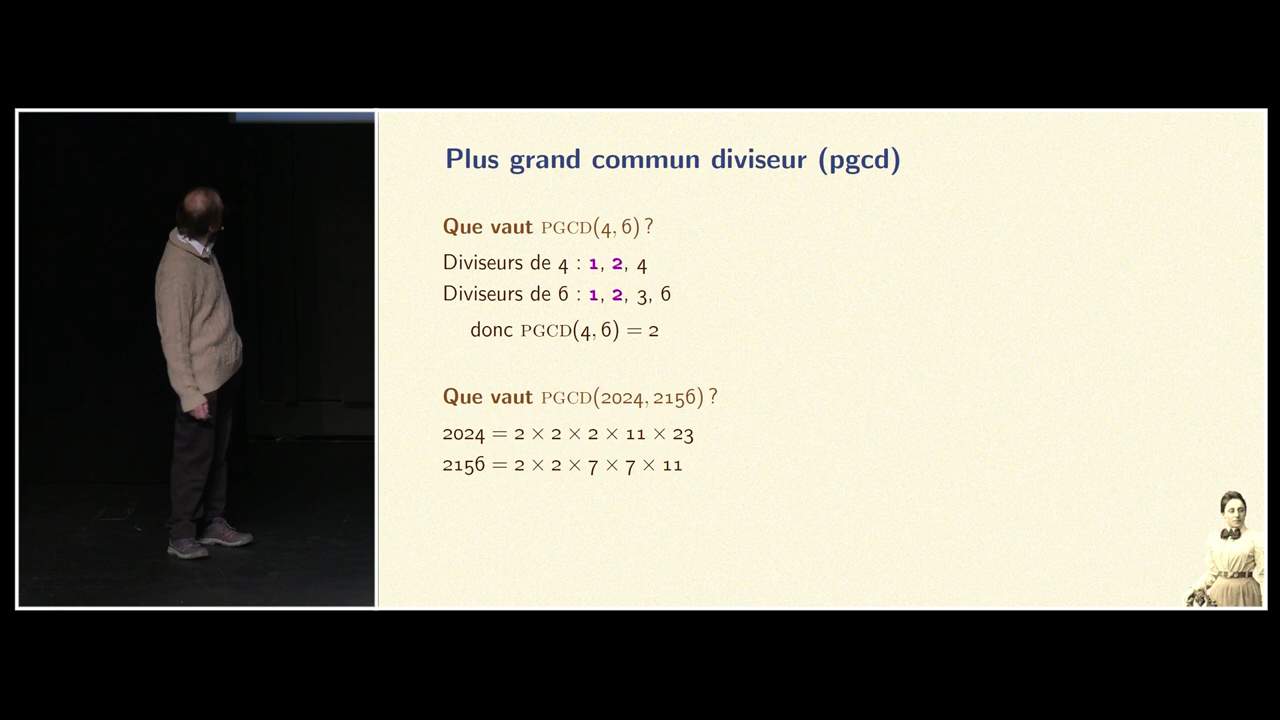 Plus grand commun diviseur (pgcd)
Que vaut PGCD(4, 6) ?
Diviseurs de 4 : 1, 2, 4
Diviseurs de 6 : 1, 2, 3, 6
donc PGCD(4, 6) = 2
Que vaut PGCD(2024, 2156) ?
2024 = 2 × 2 × 2 × 11 × 23
2156 = 2 × 2 × 7 × 7 × 11